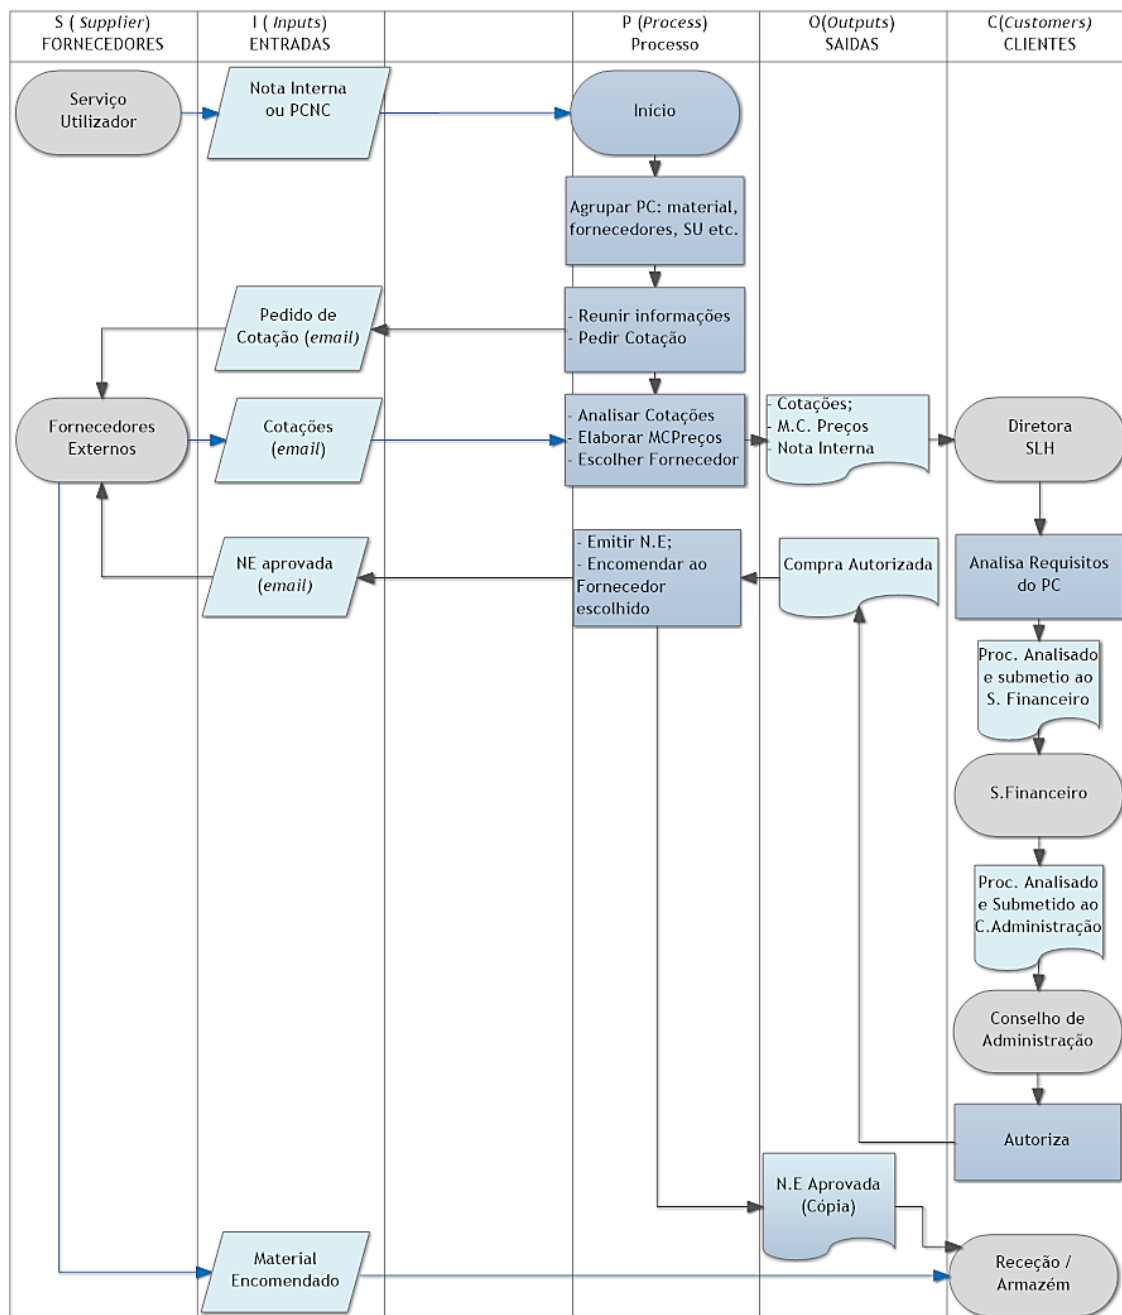 S ( Supplier)
FORNECEDORES
I ( Inputs)
ENTRADAS
P (Process)
Processo
O(Outputs)
SAIDAS
C(Customers)
CLIENTES
Serviço
Utilizador
Nota Interna
ou PCNC
Início
Agrupar PC: material,
fornecedores, SU etc.
Pedido de
Cotação (email)
- Reunir informações
- Pedir Cotação
Fornecedores
Externos
Cotações
(email)
- Analisar Cotações
- Elaborar MCPreços
- Escolher Fornecedor
- Cotações;
- M.C. Preços
- Nota Interna
Diretora
SLH
NE aprovada
(email)
- Emitir N.E;
- Encomendar ao
Fornecedor
escolhido
Compra Autorizada
Analisa Requisitos
do PC
Proc. Analisado
e submetio ao
S. Financeiro
S.Financeiro
Proc. Analisado
e Submetido ao
C.Administração
Conselho de
Administração
Autoriza
N.E Aprovada
(Cópia)
Material
Encomendado
Receção /
Armazém